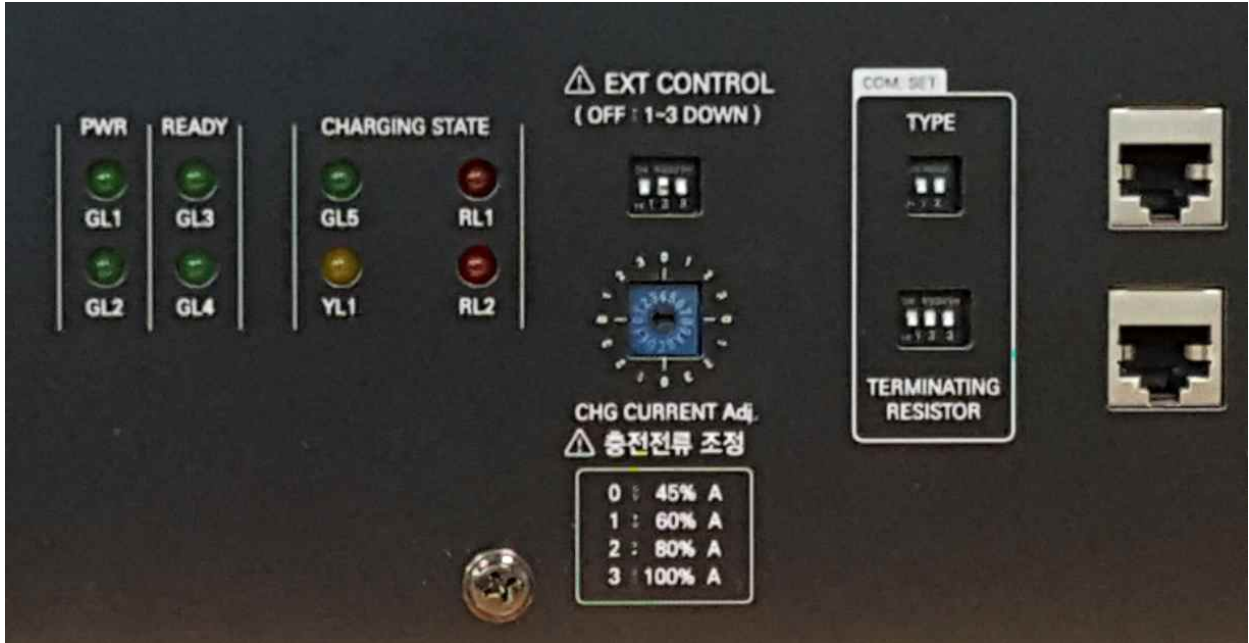 PWR
READY
CHARGING STATE
GL1
GL3
GL5
RL1
GL2
GL4
YL1
RL2
⚠ EXT CONTROL
( OFF : 1~3 DOWN )
CHG CURRENT Adj.
⚠ 충전전류 조정
0 : 45% A
1 : 60% A
2 : 80% A
3 : 100% A
COM. SET
TYPE
TERMINATING
RESISTOR